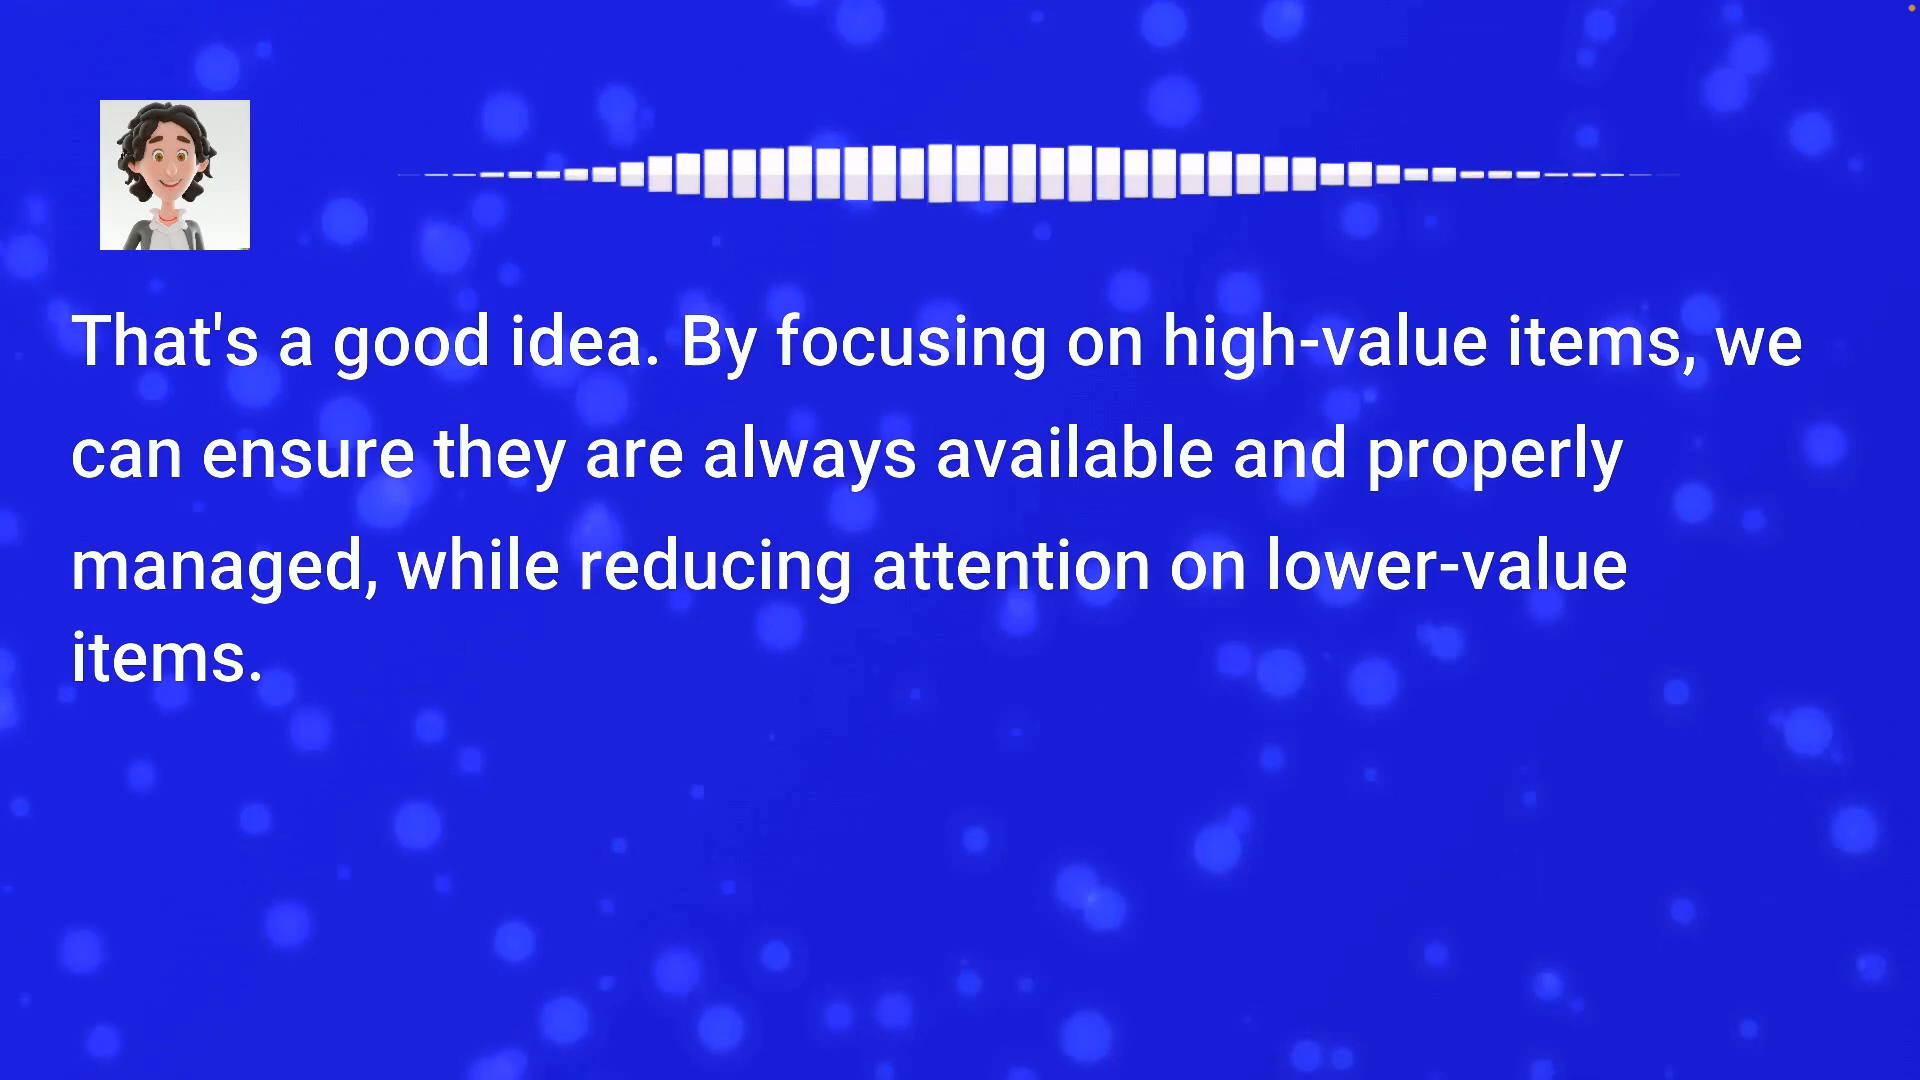 That's a good idea. By focusing on high-value items, we
can ensure they are always available and properly
managed, while reducing attention on lower-value
items.